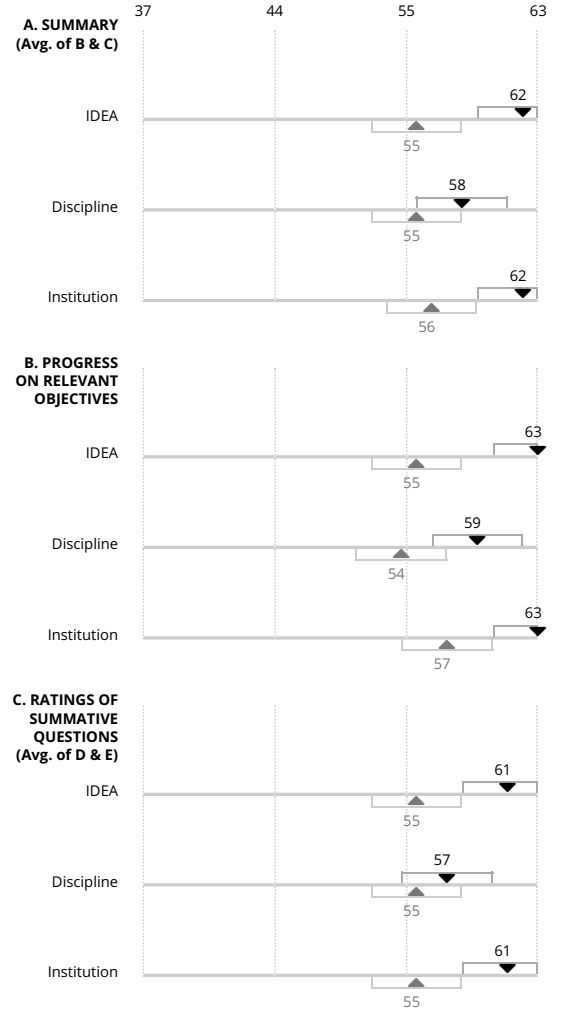 37 44 55 63
A. SUMMARY
(Avg. of B & C)
62
IDEA
55
58
Discipline
55
62
Institution
56
B. PROGRESS
ON RELEVANT
OBJECTIVES
63
IDEA
55
59
Discipline
54
63
Institution
57
C. RATINGS OF
SUMMATIVE
QUESTIONS
(Avg. of D & E)
61
IDEA
55
57
Discipline
55
61
Institution
55